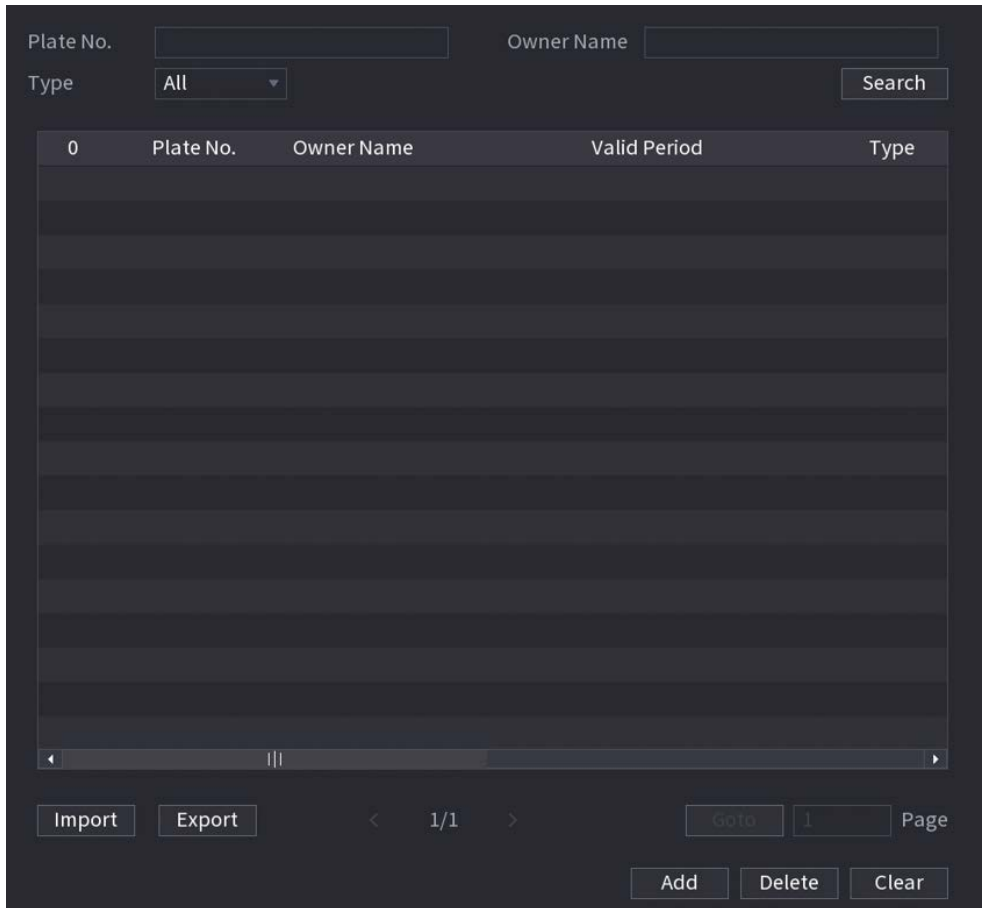 Plate No. Owner Name
Type All Search
0 Plate No. Owner Name Valid Period Type
Import Export < 1/1 > Goto 1 Page
Add Delete Clear